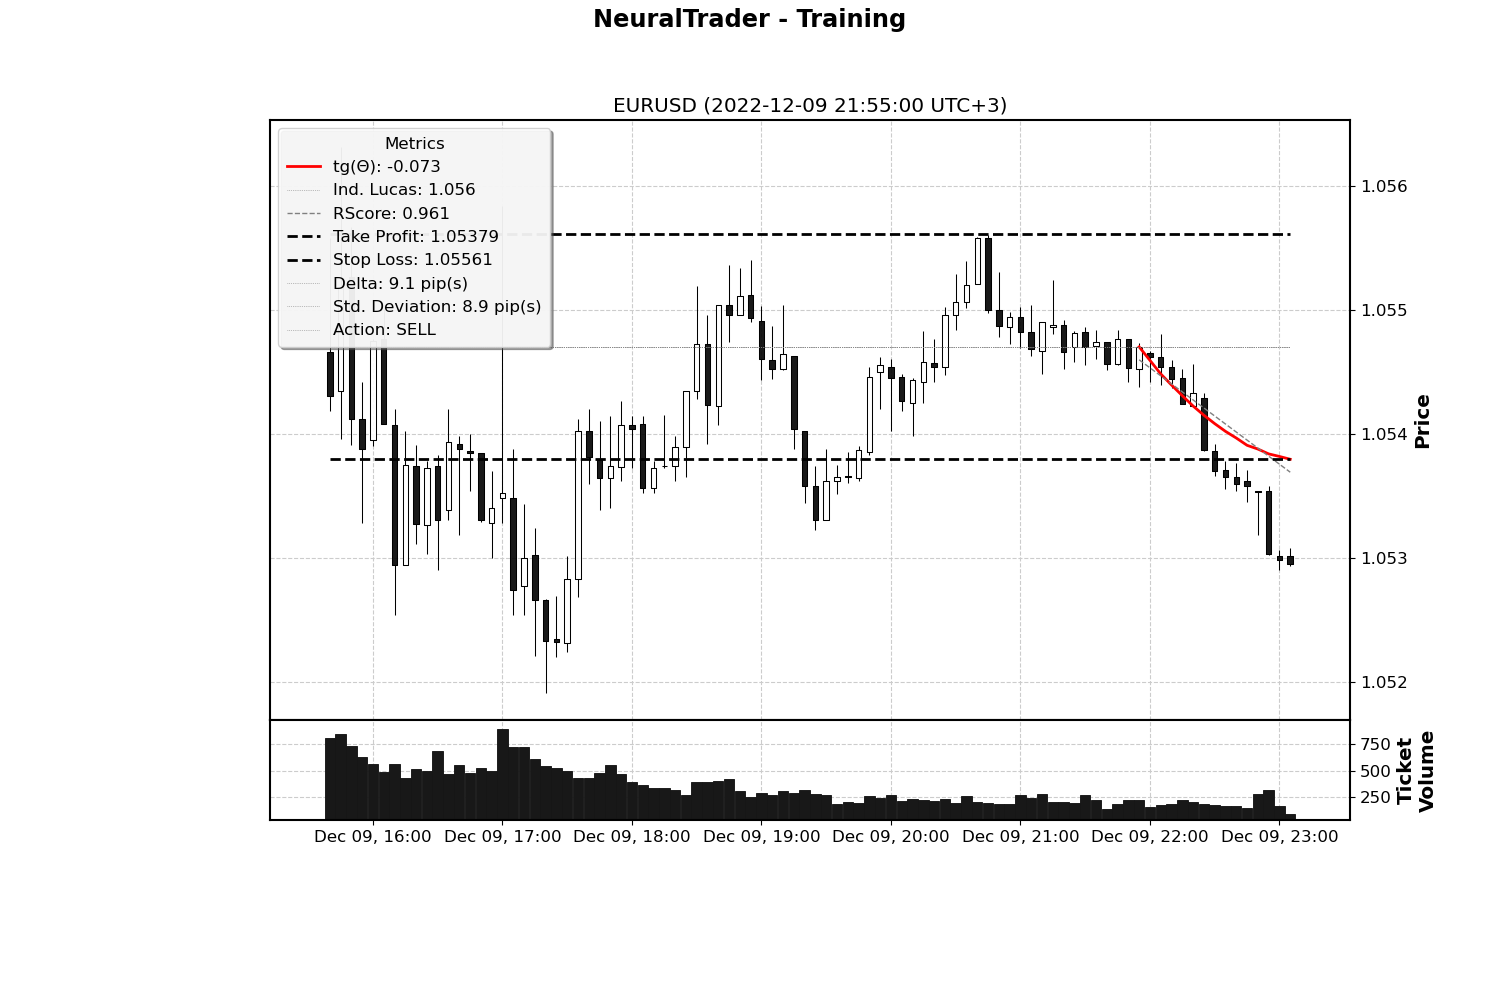 NeuralTrader - Training
EURUSD (2022-12-09 21:55:00 UTC+3)
Metrics
tg(Θ): -0.073
Ind. Lucas: 1.056
RScore: 0.961
Take Profit: 1.05379
Stop Loss: 1.05561
Delta: 9.1 pip(s)
Std. Deviation: 8.9 pip(s)
Action: SELL
1.056
1.055
1.054
1.053
1.052
Price
750
500
250
Ticket
Volume
Dec 09, 16:00
Dec 09, 17:00
Dec 09, 18:00
Dec 09, 19:00
Dec 09, 20:00
Dec 09, 21:00
Dec 09, 22:00
Dec 09, 23:00